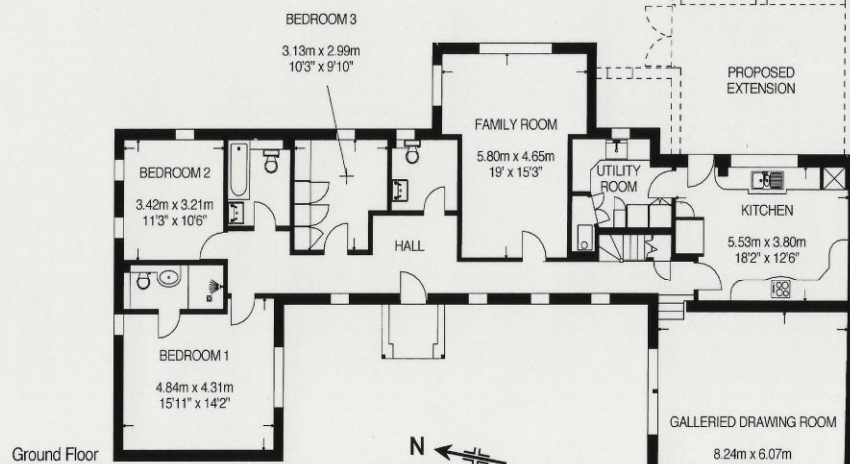 BEDROOM 3
3.13m x 2.99m
10'3" x 9'10"
PROPOSED
EXTENSION
FAMILY ROOM
5.80m x 4.65m
19' x 15'3"
BEDROOM 2
3.42m x 3.21m
11'3" x 10'6"
UTILITY
ROOM
KITCHEN
5.53m x 3.80m
18'2" x 12'6"
HALL
BEDROOM 1
4.84m x 4.31m
15'11" x 14'2"
GALLERIED DRAWING ROOM
8.24m x 6.07m
Ground Floor
N